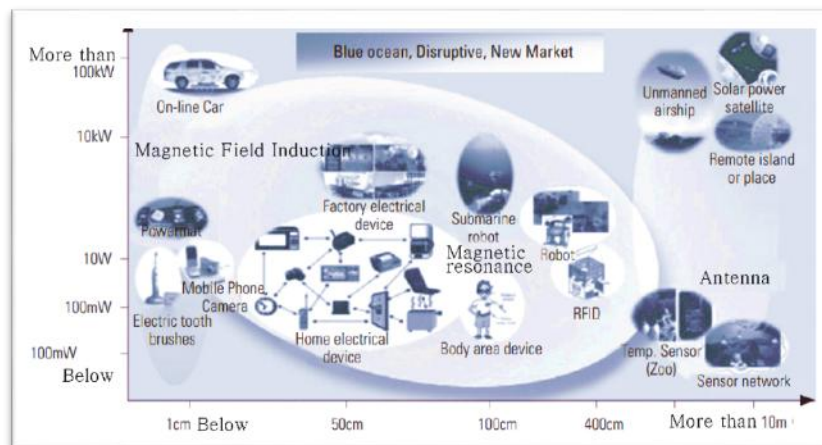 Blue ocean, Disruptive, New Market
More than
100kW
On-line Car
Unmanned
airship
Solar power
satellite
10kW
Magnetic Field Induction
Remote island
or place
Factory electrical
device
Submarine
robot
Powermat
Magnetic
resonance
Robot
10W
Mobile Phone
Camera
Antenna
100mW
Electric tooth
brushes
Home electrical
device
Body area device
RFID
Temp. Sensor
(Zoo)
Sensor network
100mW
Below
1cm Below
50cm
100cm
400cm
More than 10m